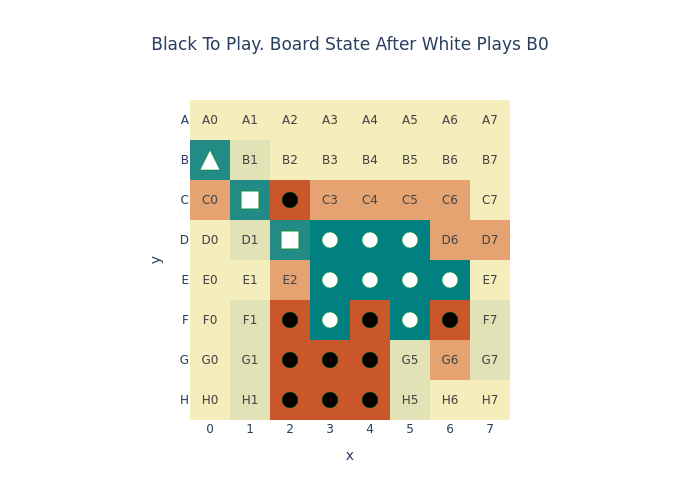 Black To Play. Board State After White Plays B0
A A0 A1 A2 A3 A4 A5 A6 A7
B B1 B2 B3 B4 B5 B6 B7
C C0 C3 C4 C5 C6 C7
D D0 D1 D6 D7
y
E E0 E1 E2 E7
F F0 F1 F7
G G0 G1 G5 G6 G7
H H0 H1 H5 H6 H7
0 1 2 3 4 5 6 7
x